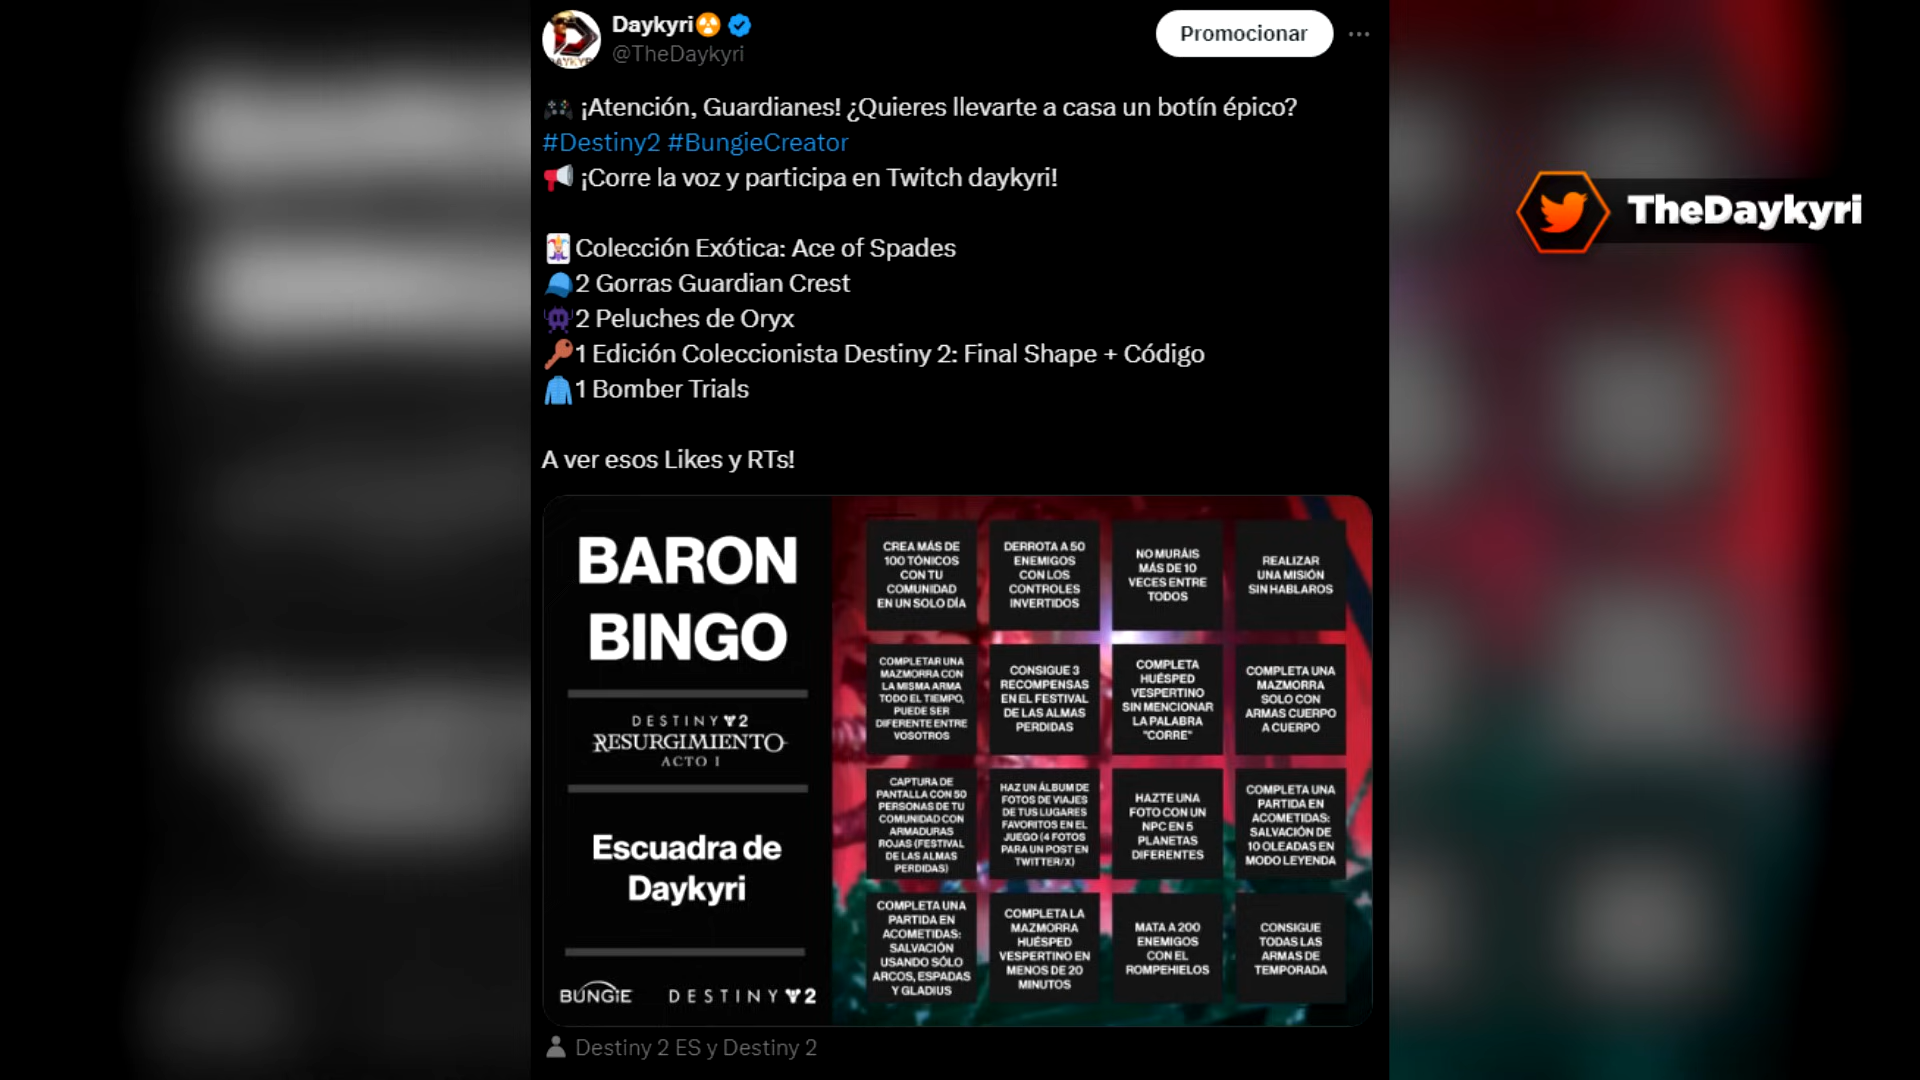 Daykyri
@TheDaykyri
Promocionar
🎮 ¡Atención, Guardianes! ¿Quieres llevarte a casa un botín épico?
#Destiny2 #BungieCreator
📢 ¡Corre la voz y participa en Twitch daykyri!
🃏 Colección Exótica: Ace of Spades
🧢 2 Gorras Guardian Crest
👾 2 Peluches de Oryx
🔑 1 Edición Coleccionista Destiny 2: Final Shape + Código
🧥 1 Bomber Trials
A ver esos Likes y RTs!
BARON
BINGO
DESTINY 2
RESURGIMIENTO
ACTO I
Escuadra de
Daykyri
BUNGIE
DESTINY 2
CREA MÁS DE
100 TÓNICOS
CON TU
COMUNIDAD
EN UN SOLO DÍA
DERROTA A 50
ENEMIGOS
CON LOS
CONTROLES
INVERTIDOS
NO MURÁIS
MÁS DE 10
VECES ENTRE
TODOS
REALIZAR
UNA MISIÓN
SIN HABLAROS
COMPLETAR UNA
MAZMORRA CON
LA MISMA ARMA
TODO EL TIEMPO,
PUEDE SER
DIFERENTE ENTRE
VOSOTROS
CONSIGUE 3
RECOMPENSAS
EN EL FESTIVAL
DE LAS ALMAS
PERDIDAS
COMPLETA
HUÉSPED
VESPERTINO
SIN MENCIONAR
LA PALABRA
"CORRE"
COMPLETA UNA
MAZMORRA
SOLO CON
ARMAS CUERPO
A CUERPO
CAPTURA DE
PANTALLA CON 50
PERSONAS DE TU
COMUNIDAD CON
ARMADURAS
ROJAS (FESTIVAL
DE LAS ALMAS
PERDIDAS)
HAZ UN ÁLBUM DE
FOTOS DE VIAJES
DE TUS LUGARES
FAVORITOS EN EL
JUEGO (4 FOTOS
PARA UN POST EN
TWITTER/X)
HAZTE UNA
FOTO CON UN
NPC EN 5
PLANETAS
DIFERENTES
COMPLETA UNA
PARTIDA EN
ACOMETIDAS:
SALVACIÓN DE
10 OLEADAS EN
MODO LEYENDA
COMPLETA UNA
PARTIDA EN
ACOMETIDAS:
SALVACIÓN
USANDO SÓLO
ARCOS, ESPADAS
Y GLADIUS
COMPLETA LA
MAZMORRA
HUÉSPED
VESPERTINO EN
MENOS DE 20
MINUTOS
MATA A 200
ENEMIGOS
CON EL
ROMPEHIELOS
CONSIGUE
TODAS LAS
ARMAS DE
TEMPORADA
Destiny 2 ES y Destiny 2
TheDaykyri